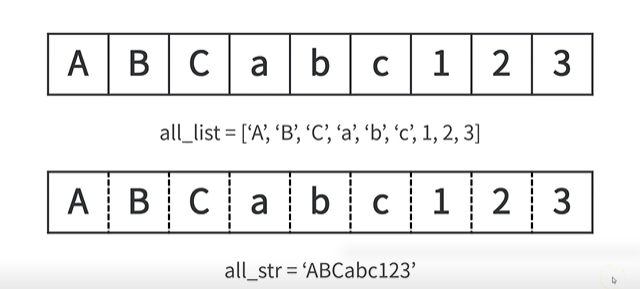 A B C a b c 1 2 3
all_list = [‘A’, ‘B’, ‘C’, ‘a’, ‘b’, ‘c’, 1, 2, 3]
A B C a b c 1 2 3
all_str = ‘ABCabc123’